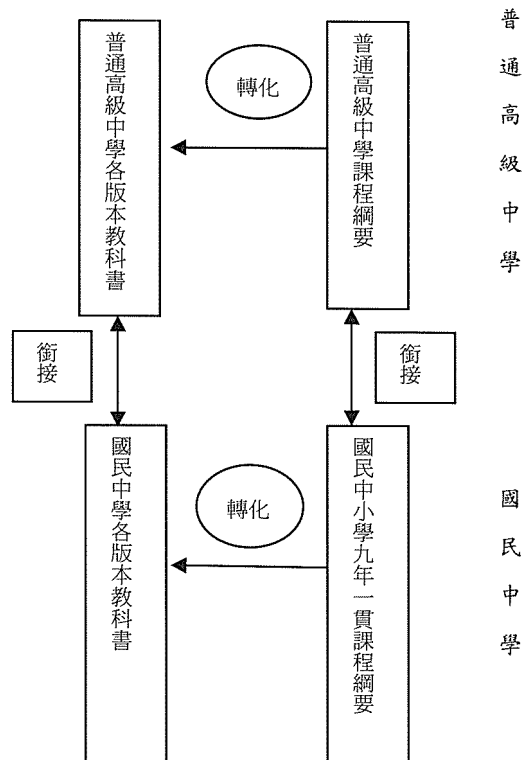 普通高級中學
普通高級中學課程綱要
轉化
普通高級中學各版本教科書
銜接
銜接
國民中學
國民中小學九年一貫課程綱要
轉化
國民中學各版本教科書